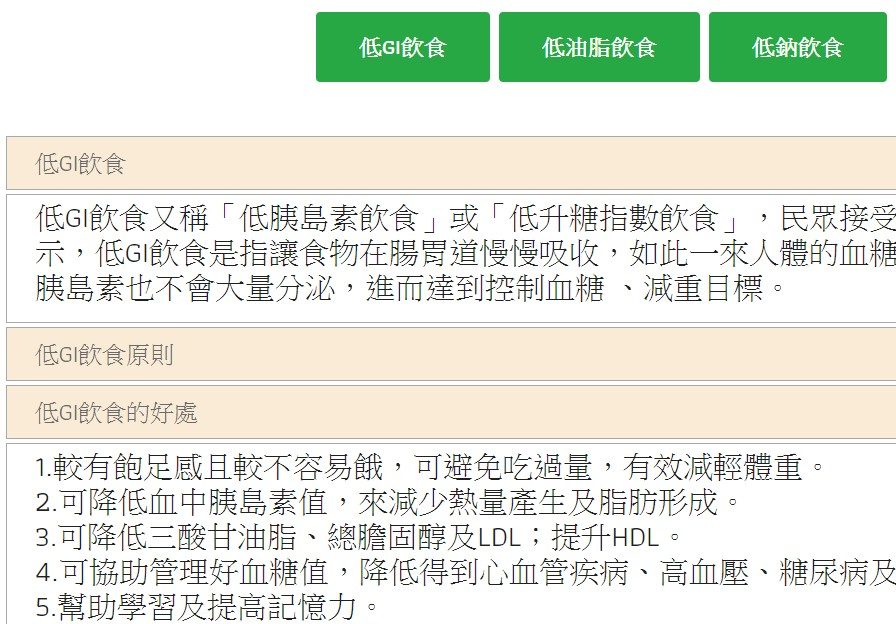 低GI飲食 低油脂飲食 低鈉飲食
低GI飲食
低GI飲食又稱「低胰島素飲食」或「低升糖指數飲食」，民眾接受
示，低GI飲食是指讓食物在腸胃道慢慢吸收，如此一來人體的血糖
胰島素也不會大量分泌，進而達到控制血糖 、減重目標。
低GI飲食原則
低GI飲食的好處
1.較有飽足感且較不容易餓，可避免吃過量，有效減輕體重。
2.可降低血中胰島素值，來減少熱量產生及脂肪形成。
3.可降低三酸甘油脂、總膽固醇及LDL；提升HDL。
4.可協助管理好血糖值，降低得到心血管疾病、高血壓、糖尿病及
5.幫助學習及提高記憶力。